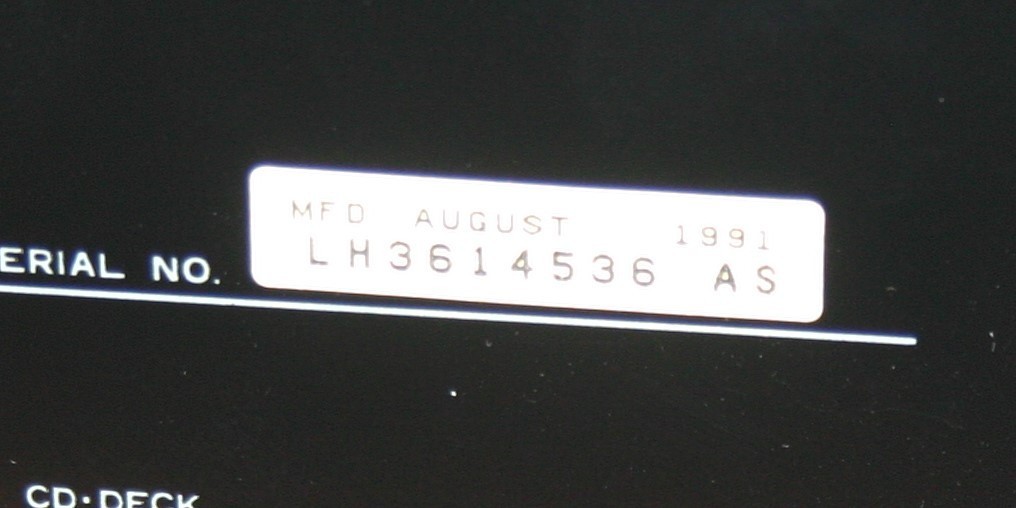 MFD AUGUST 1991
ERIAL NO. LH3614536 AS
CD·DECK